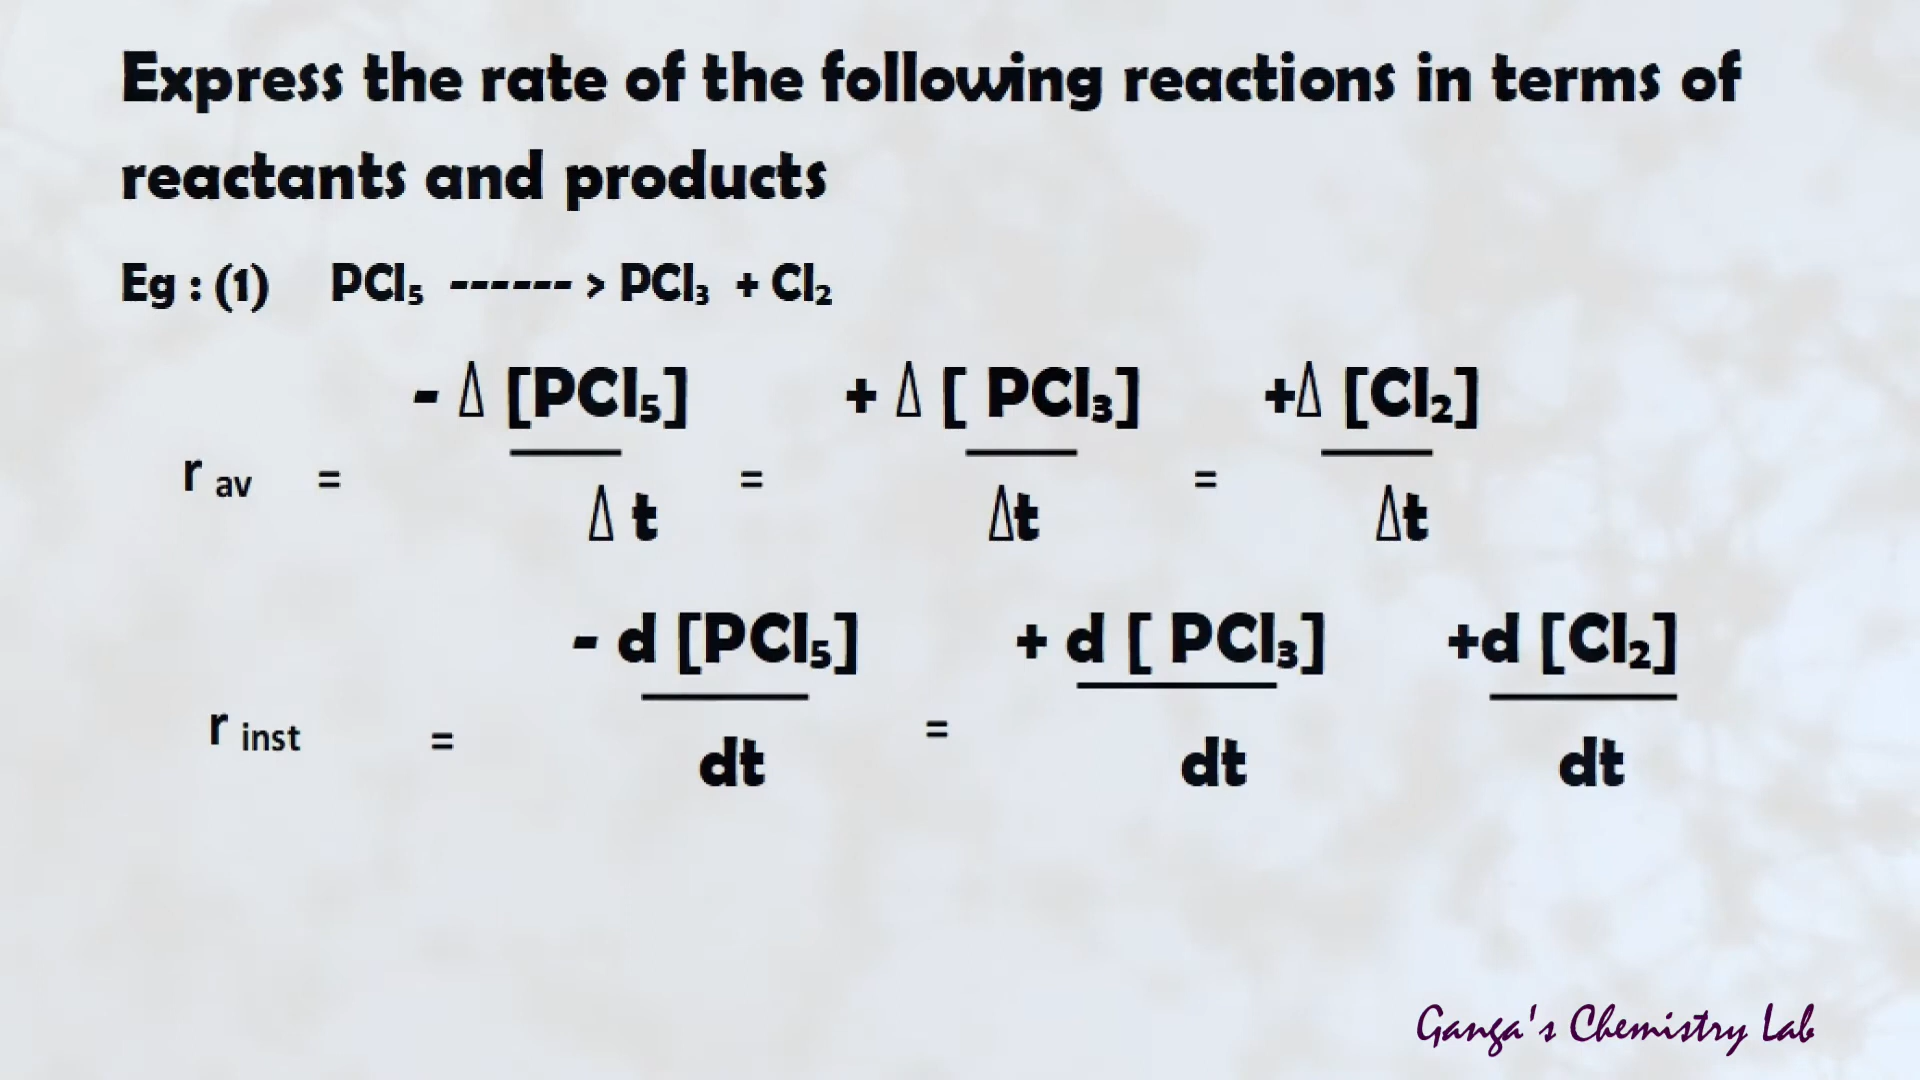 Express the rate of the following reactions in terms of
reactants and products
Eg : (1) PCl₅ ------ > PCl₃ + Cl₂
- Δ [PCl₅] + Δ [ PCl₃] +Δ [Cl₂]
r av = = =
Δ t Δt Δt
- d [PCl₅] + d [ PCl₃] +d [Cl₂]
r inst = =
dt dt dt
Ganga's Chemistry Lab